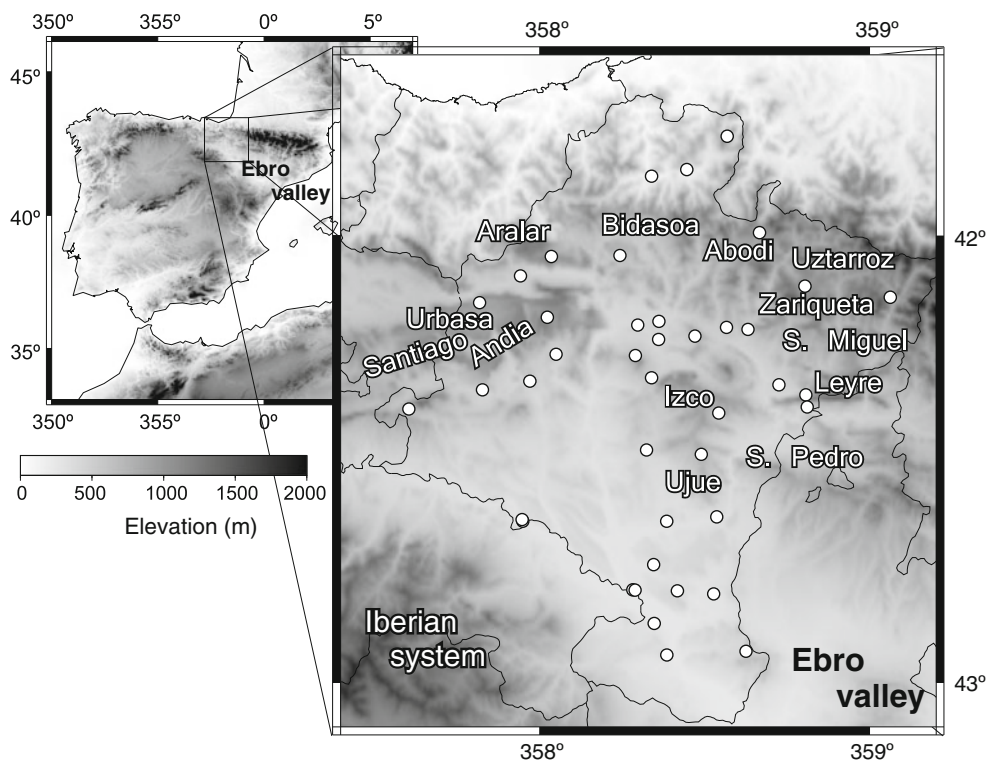 350º 355º 0º 5º
45º
40º
35º
Ebro
valley
350º 355º 0º
0 500 1000 1500 2000
Elevation (m)
358º 359º
42º
43º
Aralar
Bidasoa
Abodi
Uztarroz
Zariqueta
Urbasa
Andia
Santiago
S. Miguel
Leyre
Izco
S. Pedro
Ujue
Iberian
system
Ebro
valley
358º 359º